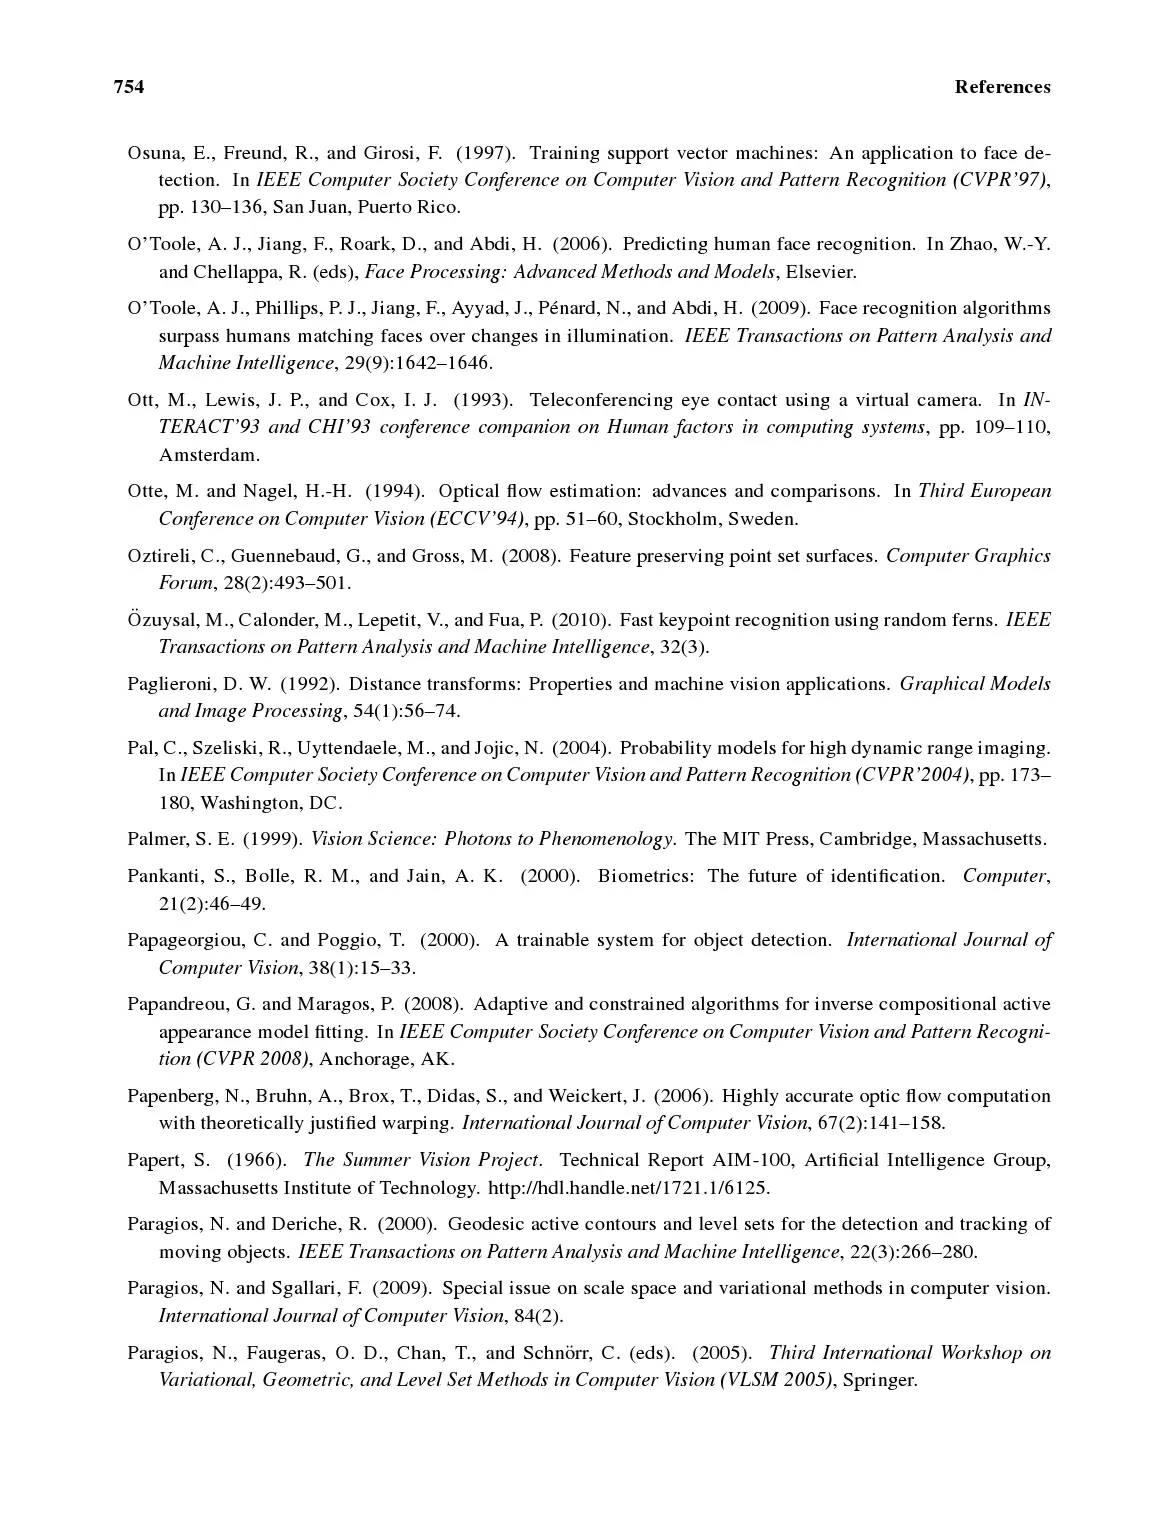 754 References
Osuna, E., Freund, R., and Girosi, F. (1997). Training support vector machines: An application to face de-
tection. In IEEE Computer Society Conference on Computer Vision and Pattern Recognition (CVPR'97),
pp. 130–136, San Juan, Puerto Rico.
O'Toole, A. J., Jiang, F., Roark, D., and Abdi, H. (2006). Predicting human face recognition. In Zhao, W.-Y.
and Chellappa, R. (eds), Face Processing: Advanced Methods and Models, Elsevier.
O'Toole, A. J., Phillips, P. J., Jiang, F., Ayyad, J., Pénard, N., and Abdi, H. (2009). Face recognition algorithms
surpass humans matching faces over changes in illumination. IEEE Transactions on Pattern Analysis and
Machine Intelligence, 29(9):1642–1646.
Ott, M., Lewis, J. P., and Cox, I. J. (1993). Teleconferencing eye contact using a virtual camera. In IN-
TERACT'93 and CHI'93 conference companion on Human factors in computing systems, pp. 109–110,
Amsterdam.
Otte, M. and Nagel, H.-H. (1994). Optical flow estimation: advances and comparisons. In Third European
Conference on Computer Vision (ECCV'94), pp. 51–60, Stockholm, Sweden.
Oztireli, C., Guennebaud, G., and Gross, M. (2008). Feature preserving point set surfaces. Computer Graphics
Forum, 28(2):493–501.
Özuysal, M., Calonder, M., Lepetit, V., and Fua, P. (2010). Fast keypoint recognition using random ferns. IEEE
Transactions on Pattern Analysis and Machine Intelligence, 32(3).
Paglieroni, D. W. (1992). Distance transforms: Properties and machine vision applications. Graphical Models
and Image Processing, 54(1):56–74.
Pal, C., Szeliski, R., Uyttendaele, M., and Jojic, N. (2004). Probability models for high dynamic range imaging.
In IEEE Computer Society Conference on Computer Vision and Pattern Recognition (CVPR'2004), pp. 173–
180, Washington, DC.
Palmer, S. E. (1999). Vision Science: Photons to Phenomenology. The MIT Press, Cambridge, Massachusetts.
Pankanti, S., Bolle, R. M., and Jain, A. K. (2000). Biometrics: The future of identification. Computer,
21(2):46–49.
Papageorgiou, C. and Poggio, T. (2000). A trainable system for object detection. International Journal of
Computer Vision, 38(1):15–33.
Papandreou, G. and Maragos, P. (2008). Adaptive and constrained algorithms for inverse compositional active
appearance model fitting. In IEEE Computer Society Conference on Computer Vision and Pattern Recogni-
tion (CVPR 2008), Anchorage, AK.
Papenberg, N., Bruhn, A., Brox, T., Didas, S., and Weickert, J. (2006). Highly accurate optic flow computation
with theoretically justified warping. International Journal of Computer Vision, 67(2):141–158.
Papert, S. (1966). The Summer Vision Project. Technical Report AIM-100, Artificial Intelligence Group,
Massachusetts Institute of Technology. http://hdl.handle.net/1721.1/6125.
Paragios, N. and Deriche, R. (2000). Geodesic active contours and level sets for the detection and tracking of
moving objects. IEEE Transactions on Pattern Analysis and Machine Intelligence, 22(3):266–280.
Paragios, N. and Sgallari, F. (2009). Special issue on scale space and variational methods in computer vision.
International Journal of Computer Vision, 84(2).
Paragios, N., Faugeras, O. D., Chan, T., and Schnörr, C. (eds). (2005). Third International Workshop on
Variational, Geometric, and Level Set Methods in Computer Vision (VLSM 2005), Springer.